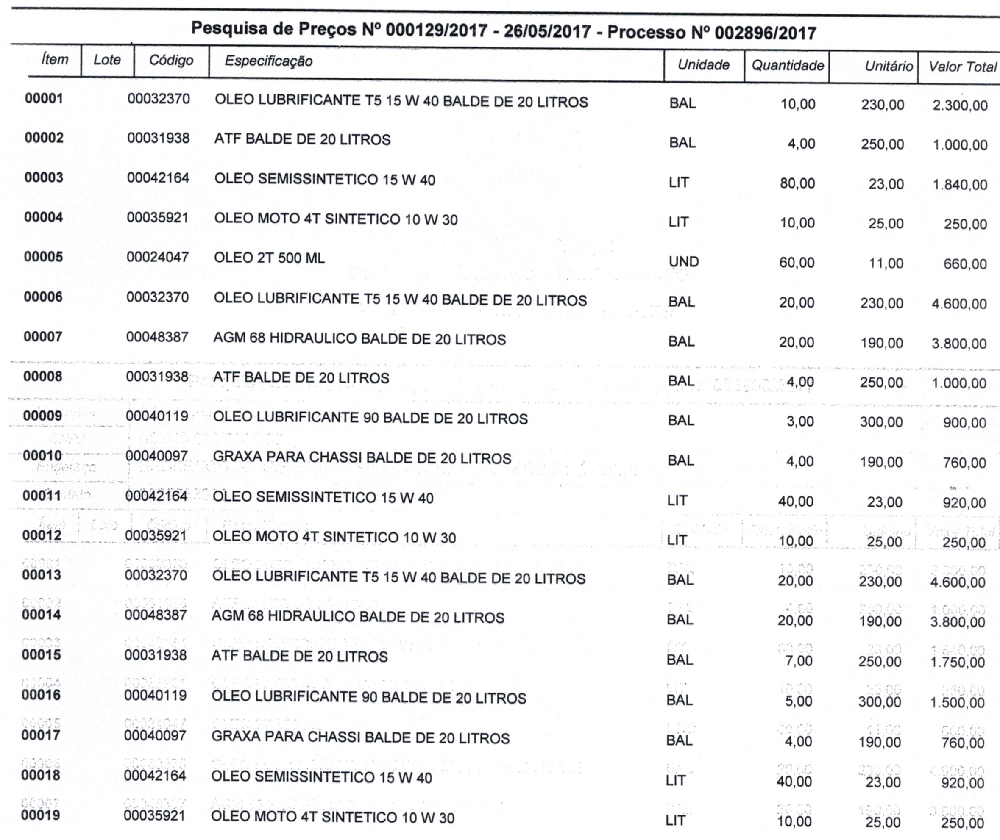 Pesquisa de Preços Nº 000129/2017 - 26/05/2017 - Processo Nº 002896/2017
Ítem Lote Código Especificação Unidade Quantidade Unitário Valor Total
00001 00032370 OLEO LUBRIFICANTE T5 15 W 40 BALDE DE 20 LITROS BAL 10,00 230,00 2.300,00
00002 00031938 ATF BALDE DE 20 LITROS BAL 4,00 250,00 1.000,00
00003 00042164 OLEO SEMISSINTETICO 15 W 40 LIT 80,00 23,00 1.840,00
00004 00035921 OLEO MOTO 4T SINTETICO 10 W 30 LIT 10,00 25,00 250,00
00005 00024047 OLEO 2T 500 ML UND 60,00 11,00 660,00
00006 00032370 OLEO LUBRIFICANTE T5 15 W 40 BALDE DE 20 LITROS BAL 20,00 230,00 4.600,00
00007 00048387 AGM 68 HIDRAULICO BALDE DE 20 LITROS BAL 20,00 190,00 3.800,00
00008 00031938 ATF BALDE DE 20 LITROS BAL 4,00 250,00 1.000,00
00009 00040119 OLEO LUBRIFICANTE 90 BALDE DE 20 LITROS BAL 3,00 300,00 900,00
00010 00040097 GRAXA PARA CHASSI BALDE DE 20 LITROS BAL 4,00 190,00 760,00
00011 00042164 OLEO SEMISSINTETICO 15 W 40 LIT 40,00 23,00 920,00
00012 00035921 OLEO MOTO 4T SINTETICO 10 W 30 LIT 10,00 25,00 250,00
00013 00032370 OLEO LUBRIFICANTE T5 15 W 40 BALDE DE 20 LITROS BAL 20,00 230,00 4.600,00
00014 00048387 AGM 68 HIDRAULICO BALDE DE 20 LITROS BAL 20,00 190,00 3.800,00
00015 00031938 ATF BALDE DE 20 LITROS BAL 7,00 250,00 1.750,00
00016 00040119 OLEO LUBRIFICANTE 90 BALDE DE 20 LITROS BAL 5,00 300,00 1.500,00
00017 00040097 GRAXA PARA CHASSI BALDE DE 20 LITROS BAL 4,00 190,00 760,00
00018 00042164 OLEO SEMISSINTETICO 15 W 40 LIT 40,00 23,00 920,00
00019 00035921 OLEO MOTO 4T SINTETICO 10 W 30 LIT 10,00 25,00 250,00